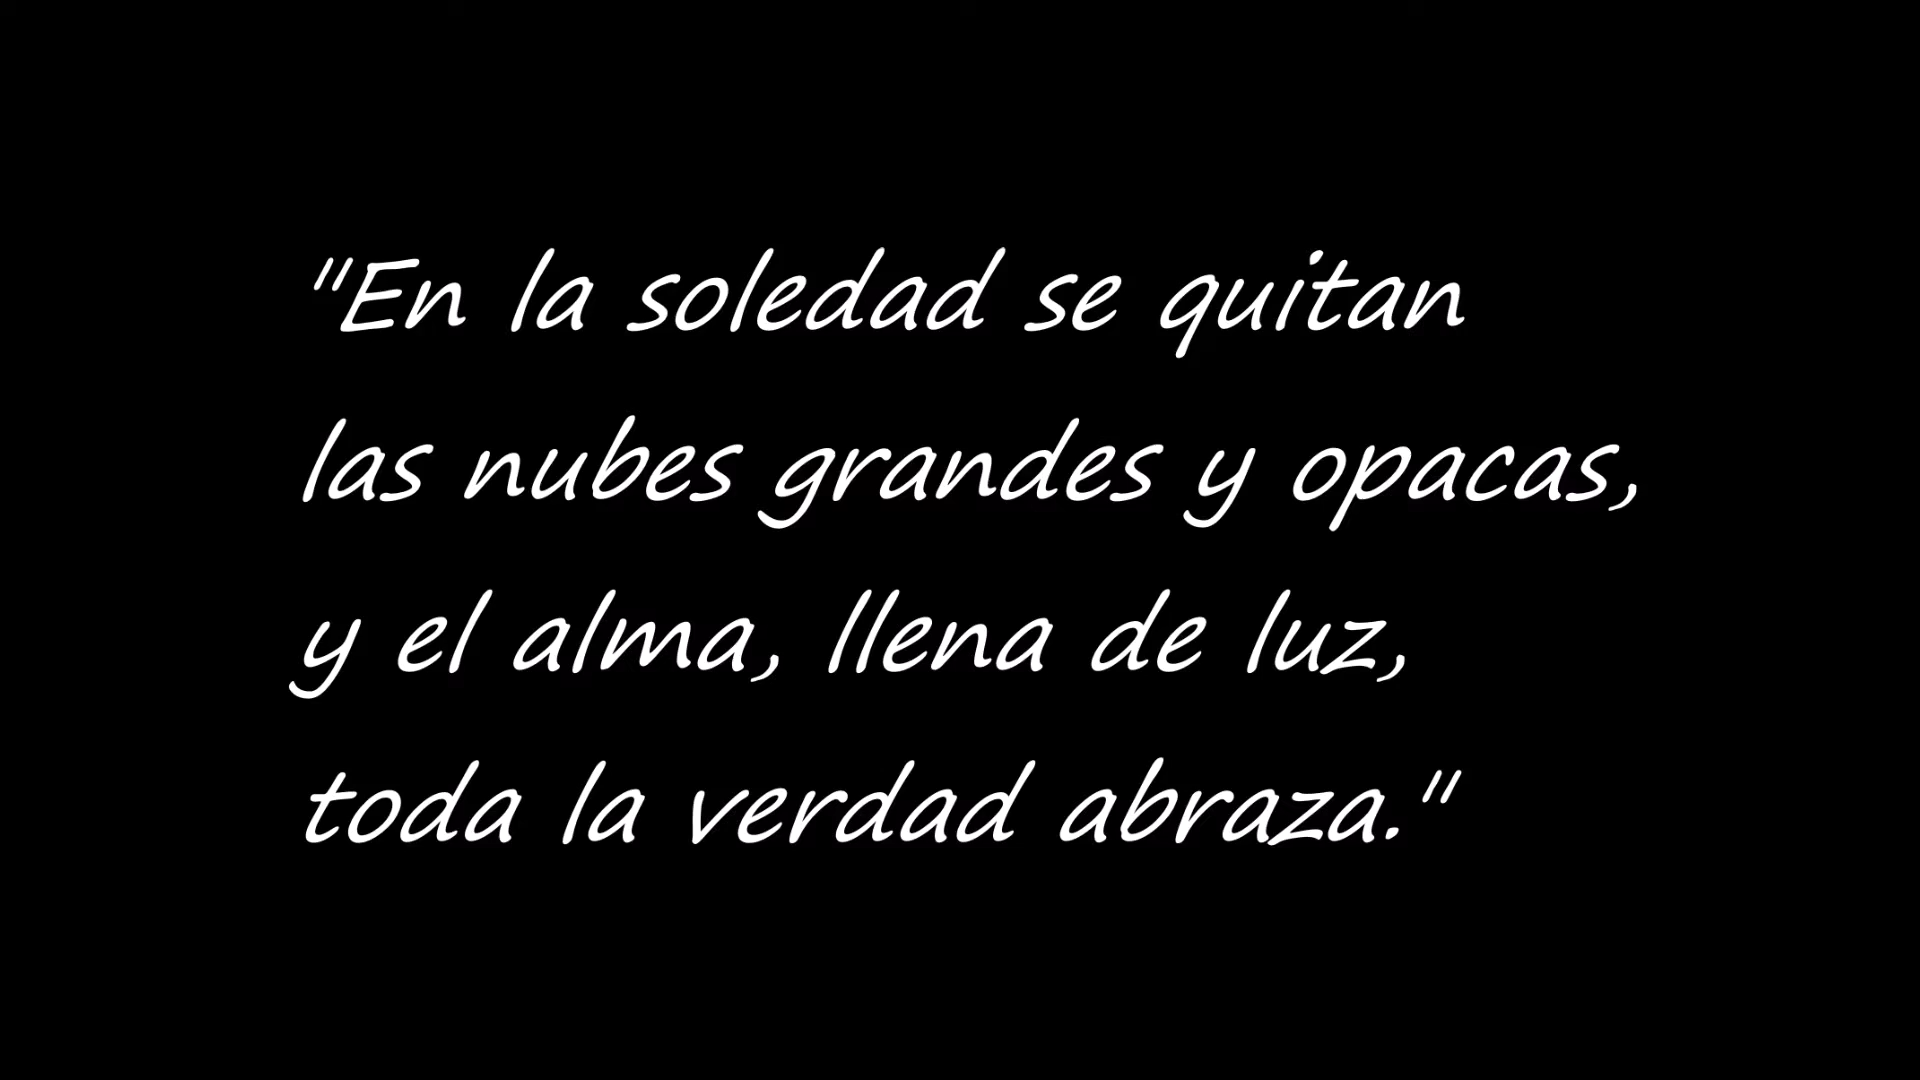 "En la soledad se quitan
las nubes grandes y opacas,
y el alma, llena de luz,
toda la verdad abraza."